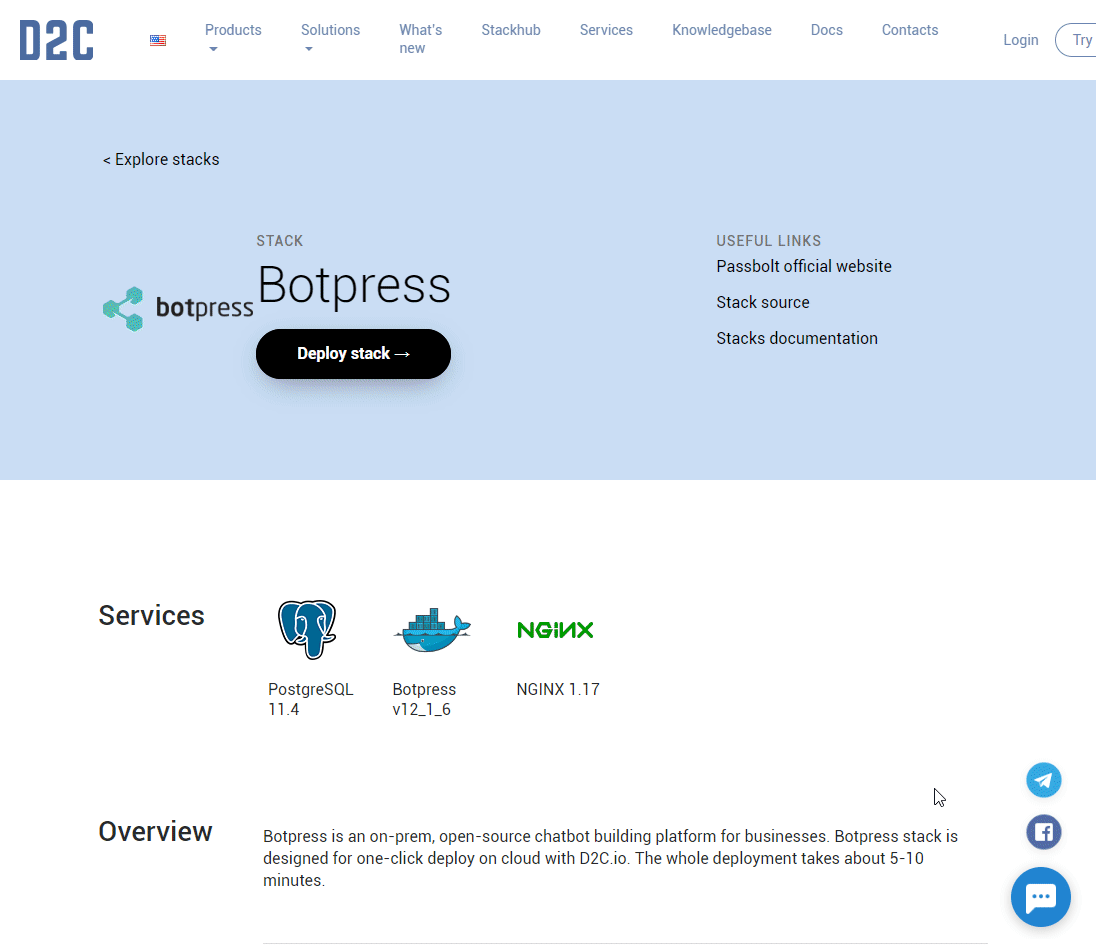 D2C
Products
Solutions
What's
new
Stackhub
Services
Knowledgebase
Docs
Contacts
Login
Try
< Explore stacks
STACK
Botpress
botpress
Deploy stack →
USEFUL LINKS
Passbolt official website
Stack source
Stacks documentation
Services
NGiNX
PostgreSQL
11.4
Botpress
v12_1_6
NGINX 1.17
Overview
Botpress is an on-prem, open-source chatbot building platform for businesses. Botpress stack is
designed for one-click deploy on cloud with D2C.io. The whole deployment takes about 5-10
minutes.